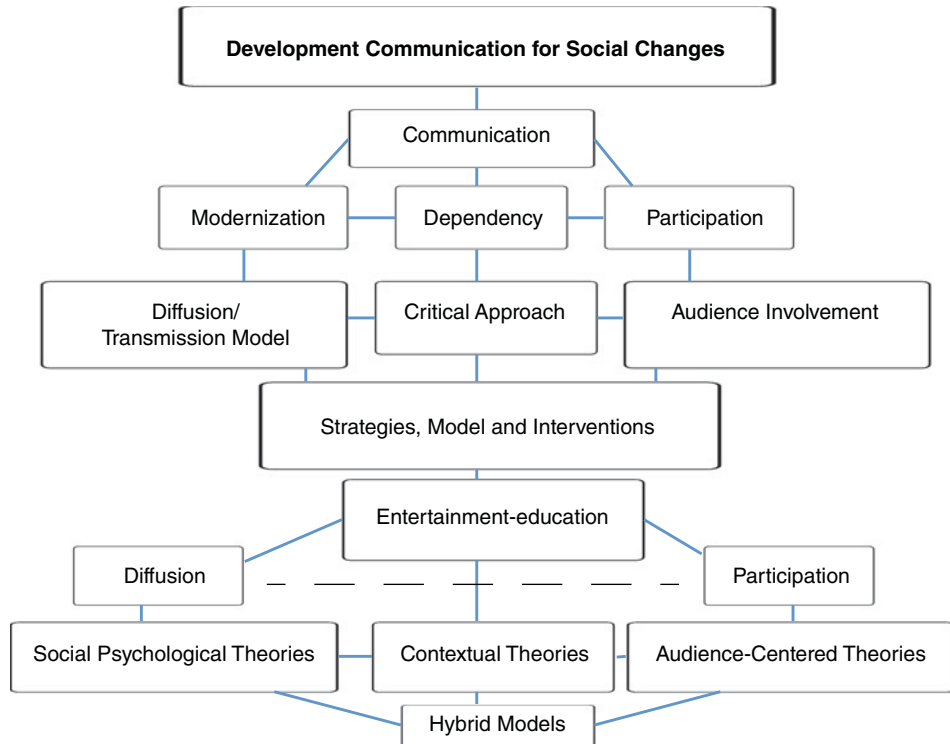 Development Communication for Social Changes
Communication
Modernization
Dependency
Participation
Diffusion/
Transmission Model
Critical Approach
Audience Involvement
Strategies, Model and Interventions
Entertainment-education
Diffusion
Participation
Social Psychological Theories
Contextual Theories
Audience-Centered Theories
Hybrid Models